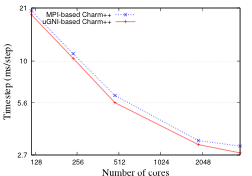 MPI-based Charm++
uGNI-based Charm++
21
10
5.6
2.7
Timestep (ms/step)
128 256 512 1024 2048
Number of cores